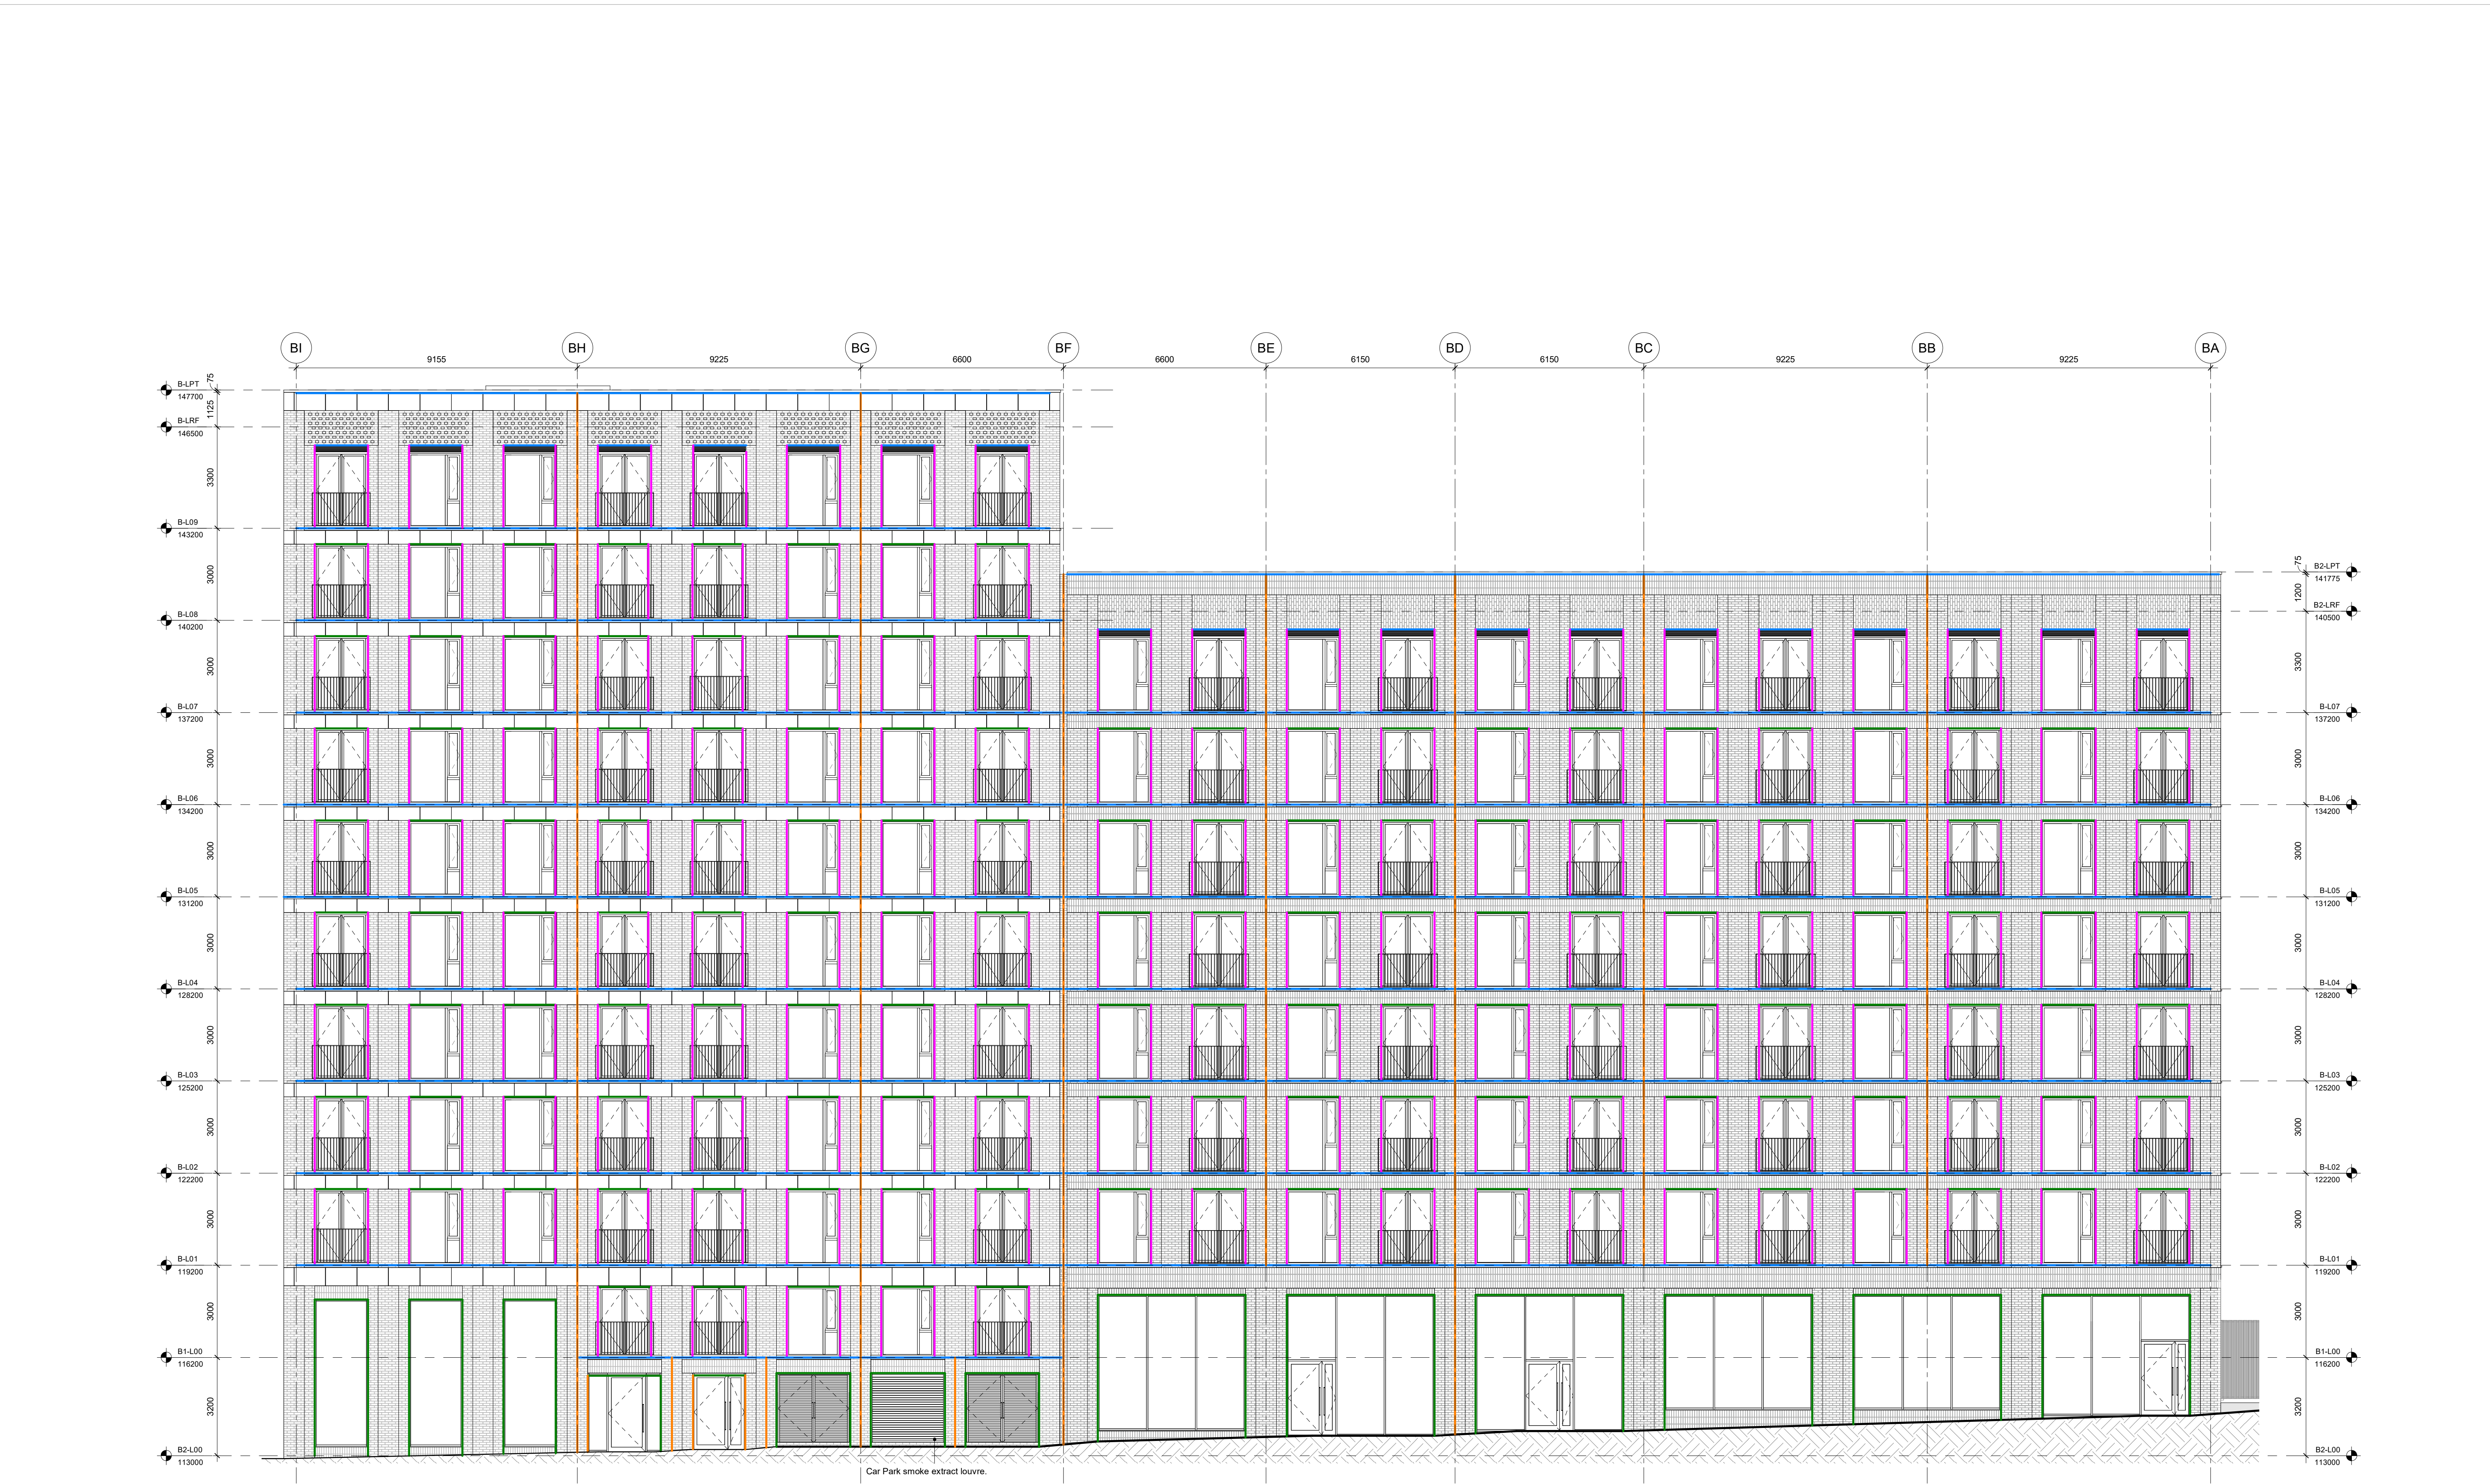 BI
BH
BG
BF
BE
BD
BC
BB
BA
9155
9225
6600
6600
6150
6150
9225
9225
B-LPT
147700
75
1125
B-LRF
146500
3300
B-L09
143200
3000
B-L08
140200
3000
B-L07
137200
3000
B-L06
134200
3000
B-L05
131200
3000
B-L04
128200
3000
B-L03
125200
3000
B-L02
122200
3000
B-L01
119200
3000
B1-L00
116200
3200
B2-L00
113000
75
B2-LPT
141775
1200
B2-LRF
140500
3300
B-L07
137200
3000
B-L06
134200
3000
B-L05
131200
3000
B-L04
128200
3000
B-L03
125200
3000
B-L02
122200
3000
B-L01
119200
3000
B1-L00
116200
3200
B2-L00
113000
Car Park smoke extract louvre.